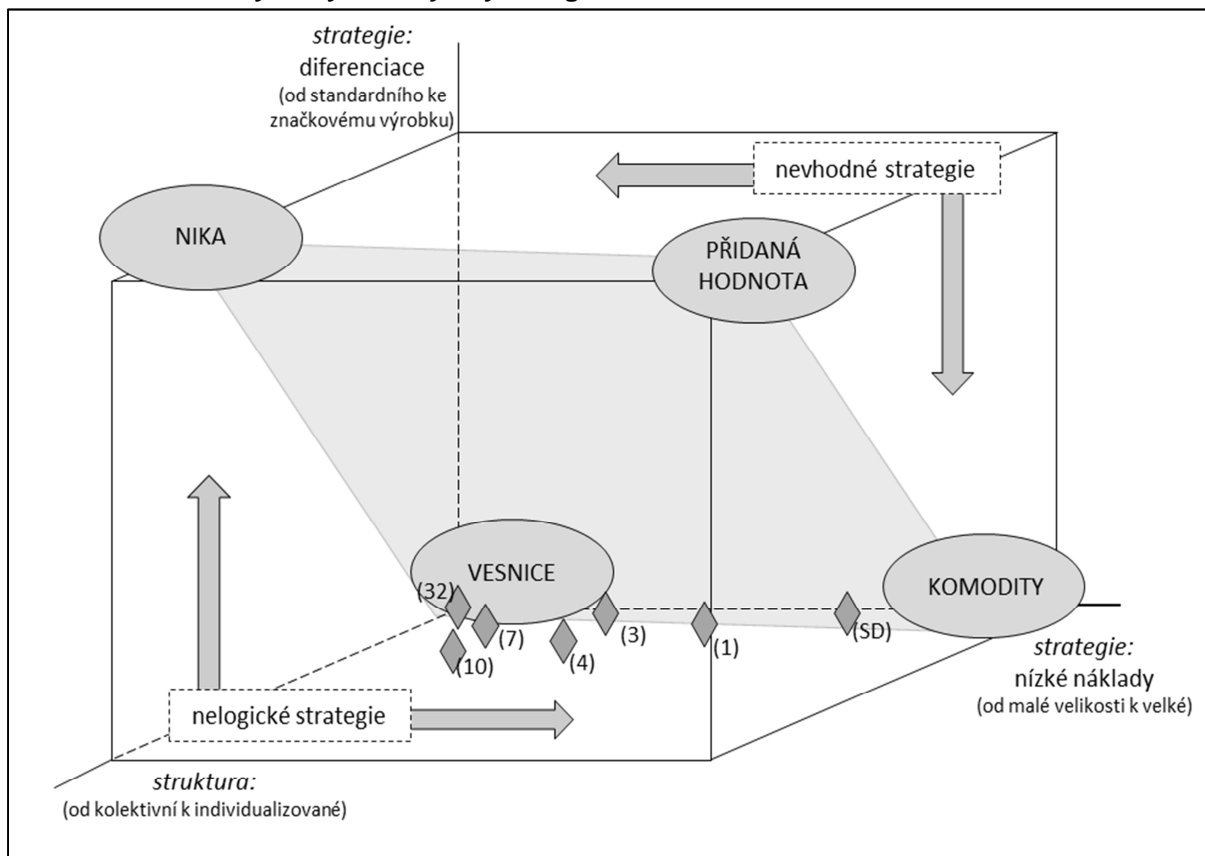 strategie:
diferenciace
(od standardního ke
značkovému výrobku)
nevhodné strategie
NIKA
PŘIDANÁ
HODNOTA
VESNICE
KOMODITY
(32)
(10)
(7)
(4)
(3)
(1)
(SD)
strategie:
nízké náklady
(od malé velikosti k velké)
nelogické strategie
struktura:
(od kolektivní k individualizované)